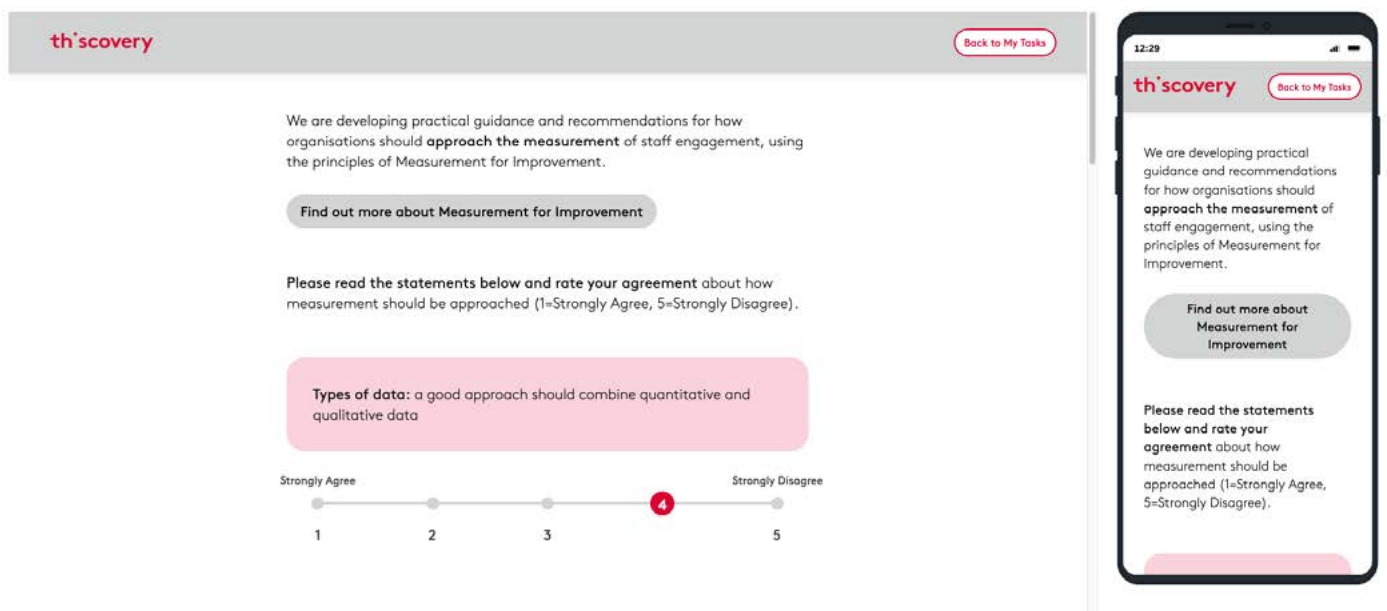 th'scovery
Back to My Tasks
We are developing practical guidance and recommendations for how
organisations should approach the measurement of staff engagement, using
the principles of Measurement for Improvement.
Find out more about Measurement for Improvement
Please read the statements below and rate your agreement about how
measurement should be approached (1=Strongly Agree, 5=Strongly Disagree).
Types of data: a good approach should combine quantitative and
qualitative data
Strongly Agree
Strongly Disagree
1
2
3
4
5
12:29
th'scovery
Back to My Tasks
We are developing practical
guidance and recommendations
for how organisations should
approach the measurement of
staff engagement, using the
principles of Measurement for
Improvement.
Find out more about
Measurement for
Improvement
Please read the statements
below and rate your
agreement about how
measurement should be
approached (1=Strongly Agree,
5=Strongly Disagree).